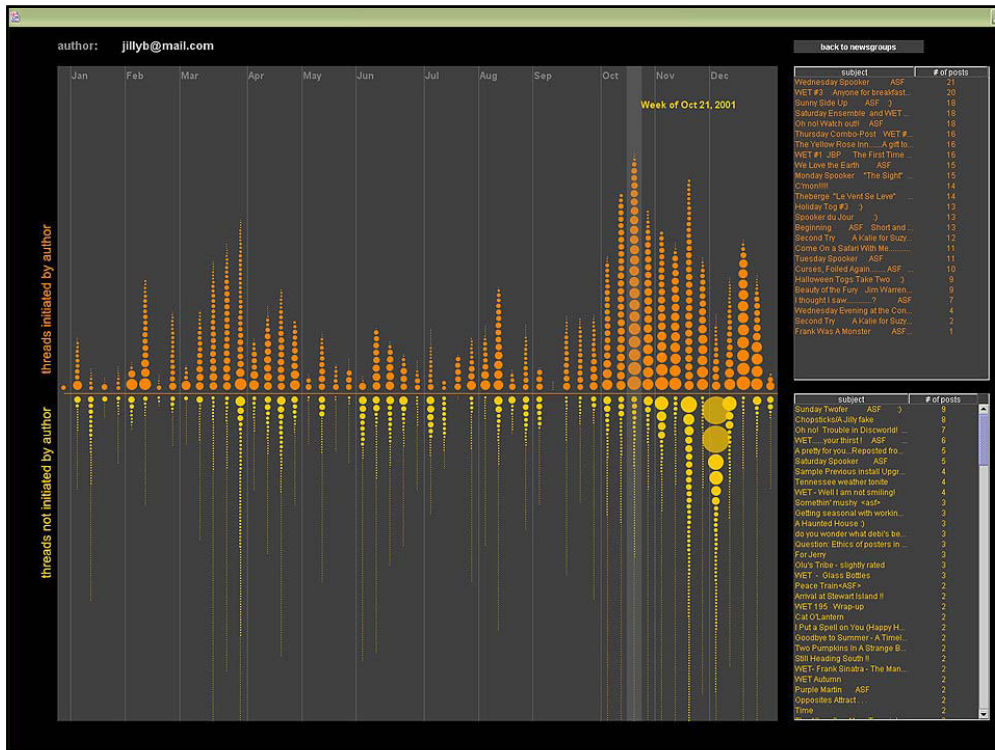 author: jillyb@mail.com
back to newsgroups
Jan Feb Mar Apr May Jun Jul Aug Sep Oct Nov Dec
Week of Oct 21, 2001
threads initiated by author
threads not initiated by author
subject # of posts
Wednesday Spooker ASF 21
WET #3 Anyone for breakfast... 20
Sunny Side Up ASF :) 18
Saturday Ensemble and WET ... 18
Oh no! Watch out!! ASF 18
Thursday Combo-Post WET #... 16
The Yellow Rose Inn......A gift to... 16
WET #1 JBP The First Time ... 16
We Love the Earth ASF 15
Monday Spooker "The Sight" ... 15
C'mon!!!! 14
Theberge "Le Vent Se Leve" ... 14
Holiday Tog #3 :) 13
Spooker du Jour :) 13
Beginning ASF Short and ... 13
Second Try A Kalie for Suzy... 12
Come On a Safari With Me.......... 11
Tuesday Spooker ASF 11
Curses, Foiled Again....... ASF ... 10
Halloween Togs Take Two :) 9
Beauty of the Fury Jim Warren... 9
I thought I saw...........? ASF 7
Wednesday Evening at the Con... 4
Second Try A Kalie for Suzy... 2
Frank Was A Monster ASF... 1
subject # of posts
Sunday Twofer ASF :) 9
Chopsticks/A Jilly fake 8
Oh no! Trouble in Discworld! ... 7
WET.....your thirst ! ASF ... 6
A pretty for you...Reposted fro... 5
Saturday Spooker ASF 5
Sample Previous install Upgr... 4
Tennessee weather tonite 4
WET - Well I am not smiling! 4
Somethin' mushy <asf> 3
Getting seasonal with workin... 3
A Haunted House :) 3
do you wonder what debi's be... 3
Question: Ethics of posters in ... 3
For Jerry 3
Olu's Tribe - slightly rated 3
WET - Glass Bottles 3
Peace Train<ASF> 2
Arrival at Stewart Island !! 2
WET 195 Wrap-up 2
Cat O'Lantern 2
I Put a Spell on You (Happy H... 2
Goodbye to Summer - A Timel... 2
Two Pumpkins In A Strange B... 2
Still Heading South !! 2
WET- Frank Sinatra - The Man... 2
WET Autumn 2
Purple Martin ASF 2
Opposites Attract . . . 2
Time 2